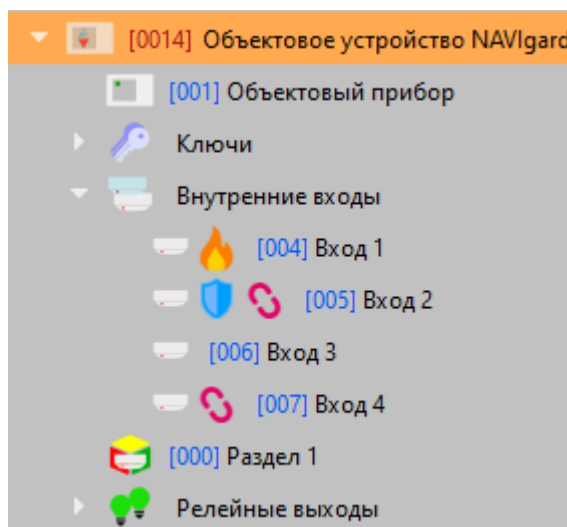 [0014] Объектовое устройство NAVIgard
[001] Объектовый прибор
Ключи
Внутренние входы
[004] Вход 1
[005] Вход 2
[006] Вход 3
[007] Вход 4
[000] Раздел 1
Релейные выходы